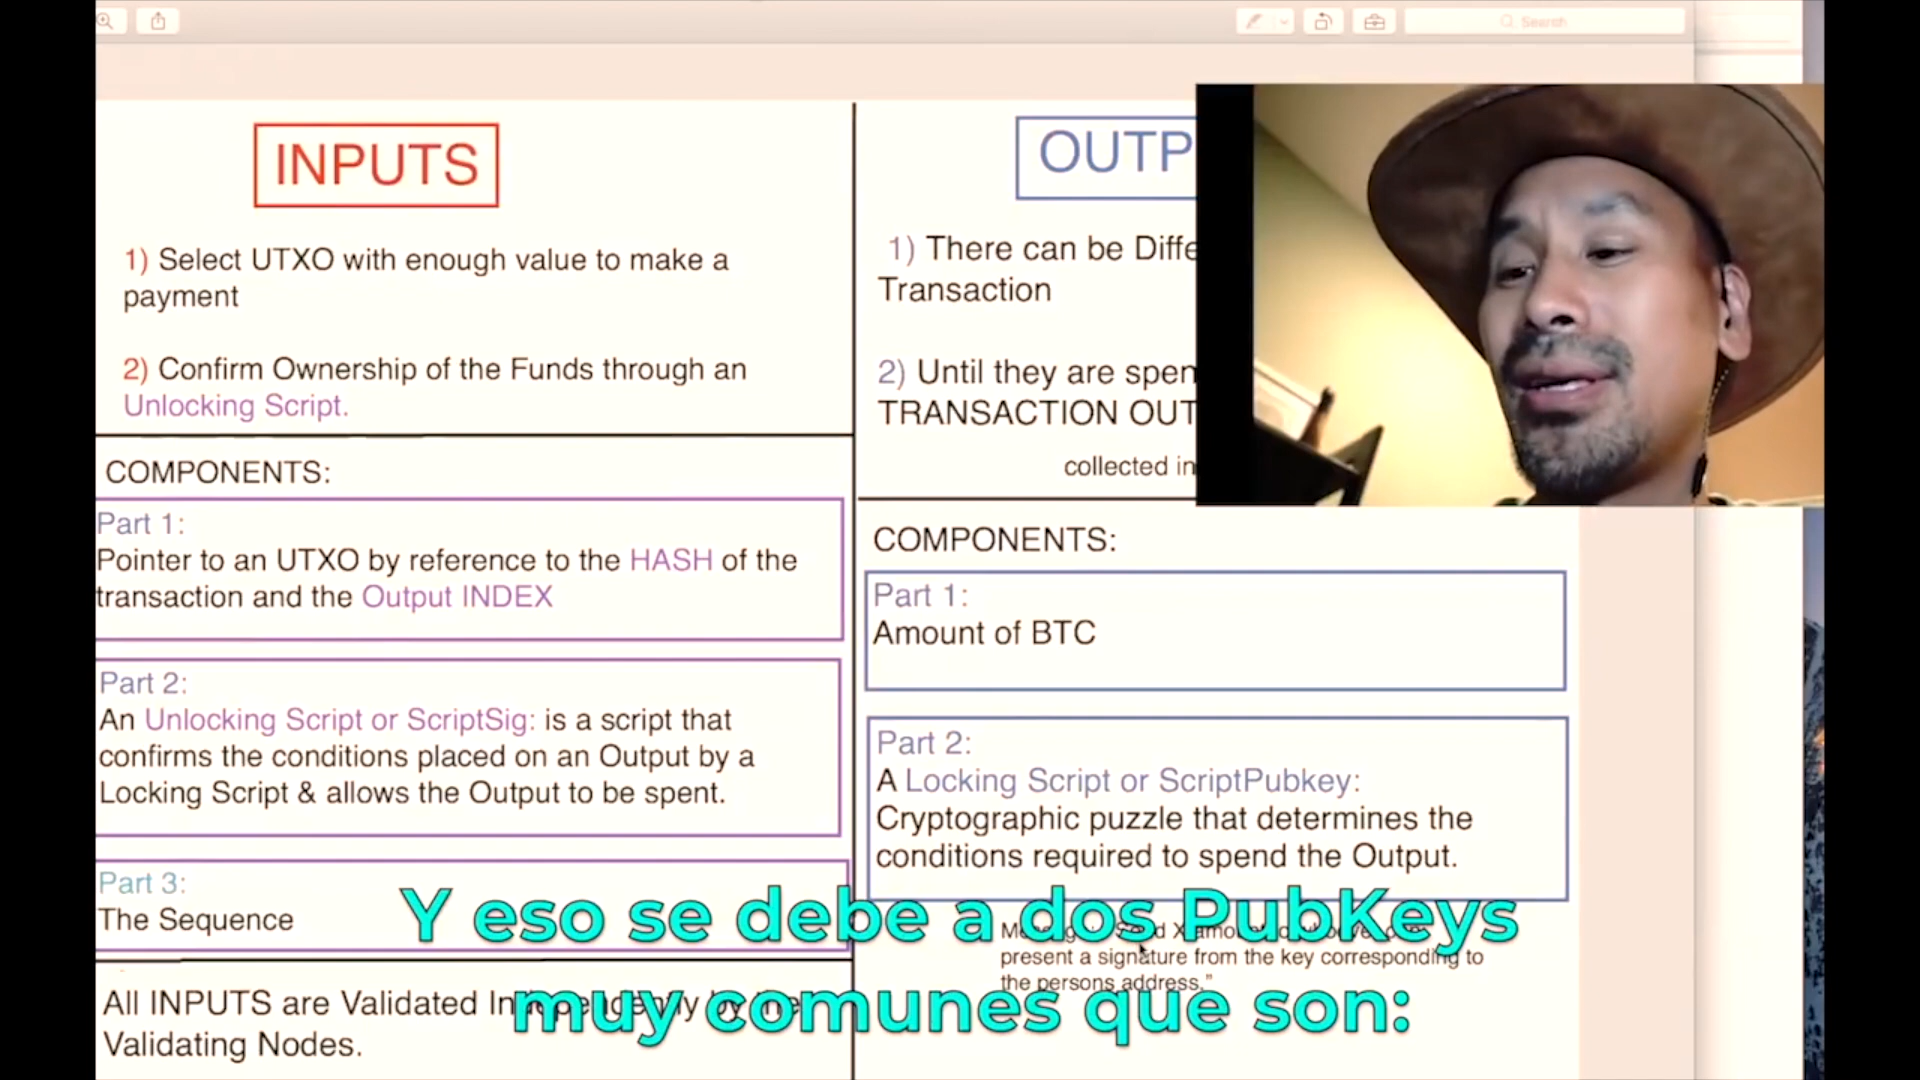 Search
INPUTS
1) Select UTXO with enough value to make a
payment
2) Confirm Ownership of the Funds through an
Unlocking Script.
COMPONENTS:
Part 1:
Pointer to an UTXO by reference to the HASH of the
transaction and the Output INDEX
Part 2:
An Unlocking Script or ScriptSig: is a script that
confirms the conditions placed on an Output by a
Locking Script & allows the Output to be spent.
Part 3:
The Sequence
All INPUTS are Validated Independently by the
Validating Nodes.
OUTP
1) There can be Diffe
Transaction
2) Until they are spen
TRANSACTION OUT
collected in
COMPONENTS:
Part 1:
Amount of BTC
Part 2:
A Locking Script or ScriptPubkey:
Cryptographic puzzle that determines the
conditions required to spend the Output.
present a signature from the key corresponding to
the persons address."
Y eso se debe a dos PubKeys
muy comunes que son: